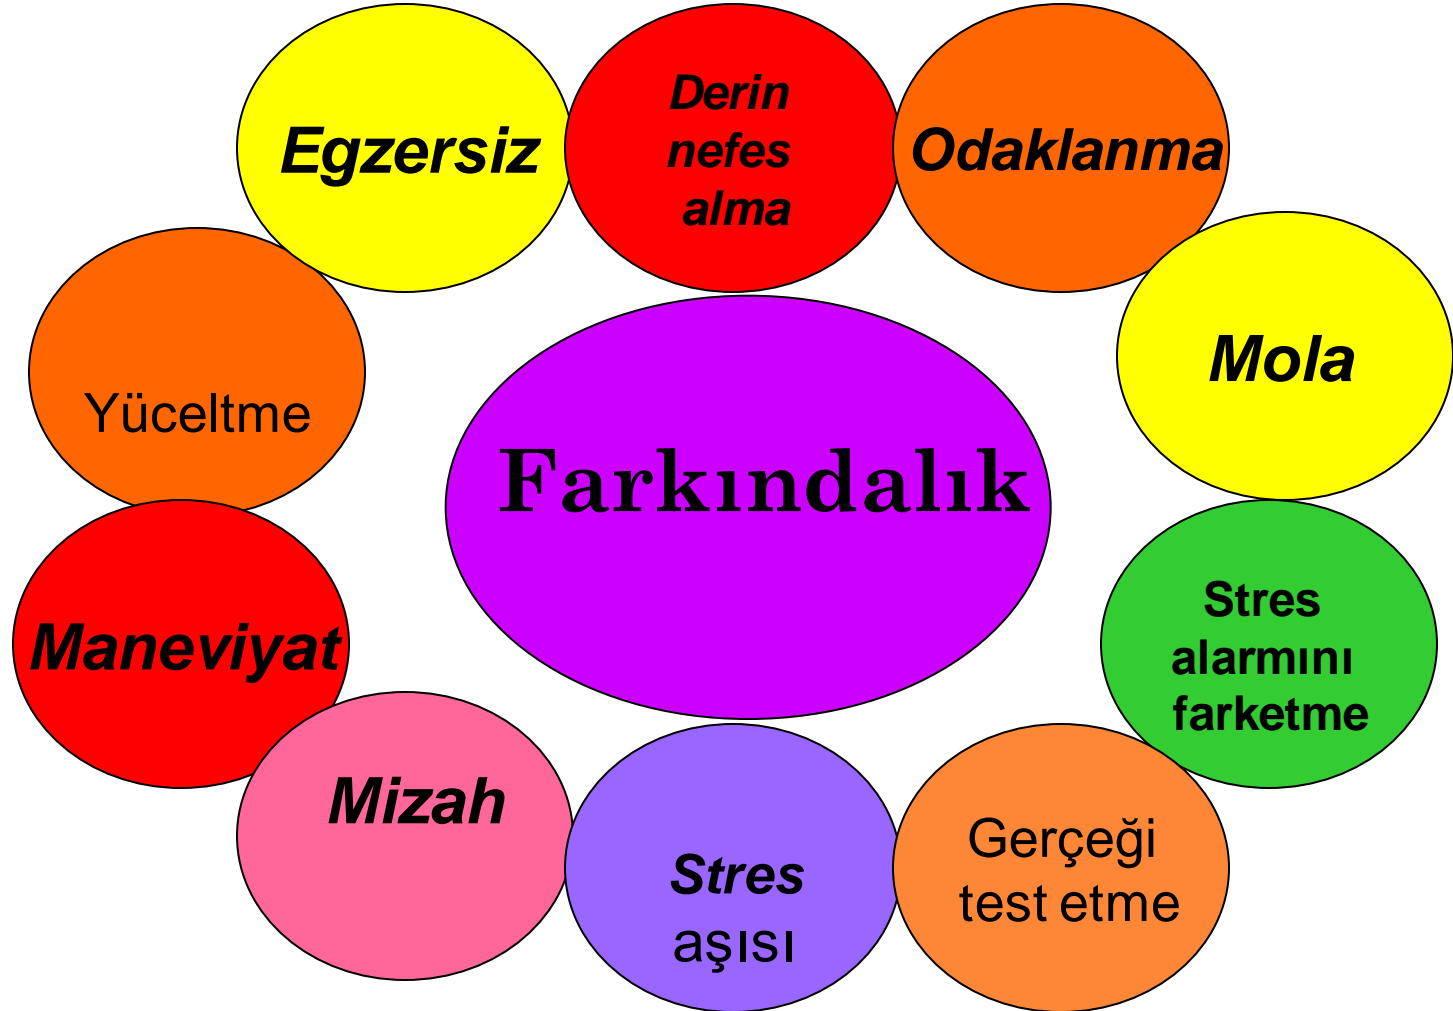 Egzersiz
Derin
nefes
alma
Odaklanma
Mola
Yüceltme
Farkındalık
Stres
alarmını
farketme
Maneviyat
Mizah
Stres
aşısı
Gerçeği
test etme